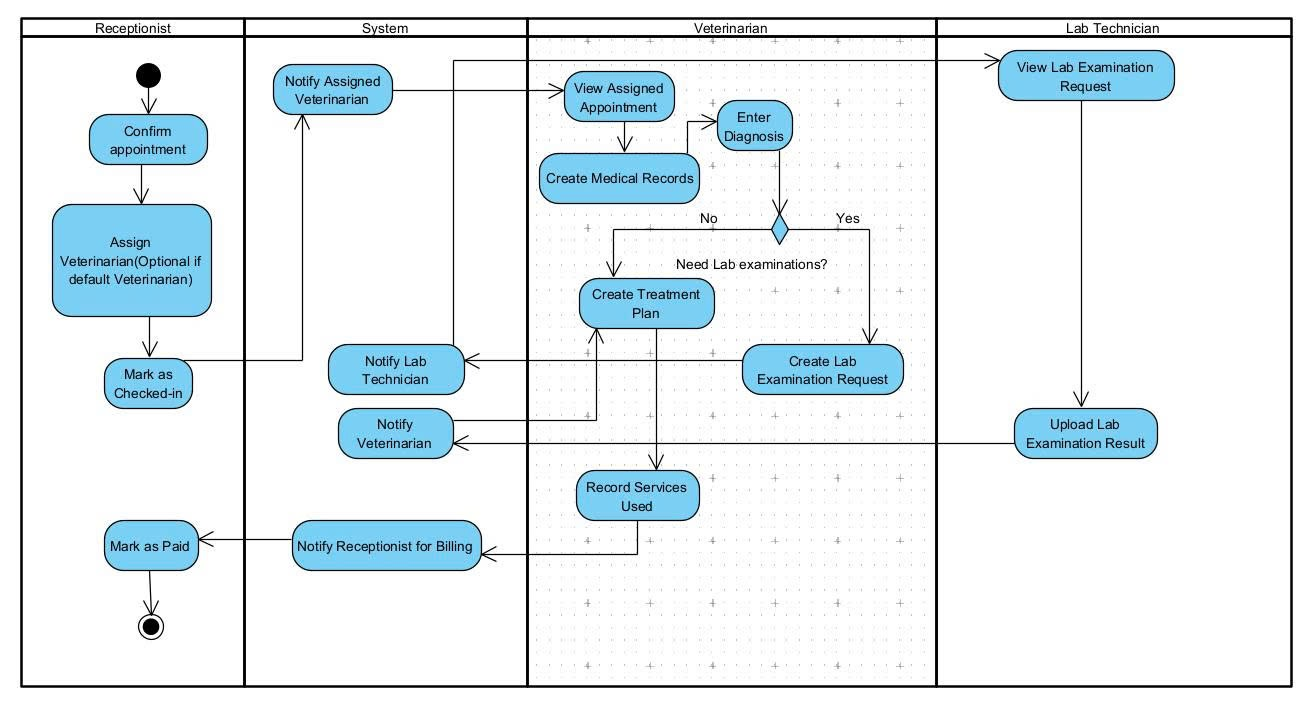 Receptionist
System
Veterinarian
Lab Technician
Confirm
appointment
Assign
Veterinarian(Optional if
default Veterinarian)
Mark as
Checked-in
Notify Assigned
Veterinarian
View Assigned
Appointment
Create Medical Records
Enter
Diagnosis
No
Yes
Need Lab examinations?
Create Treatment
Plan
Create Lab
Examination Request
Notify Lab
Technician
View Lab Examination
Request
Upload Lab
Examination Result
Notify
Veterinarian
Record Services
Used
Notify Receptionist for Billing
Mark as Paid